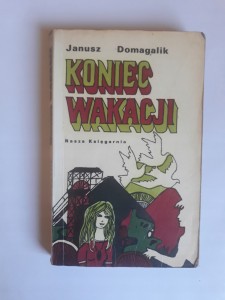 Janusz Domagalik
KONIEC
WAKACJI
Nasza Księgarnia